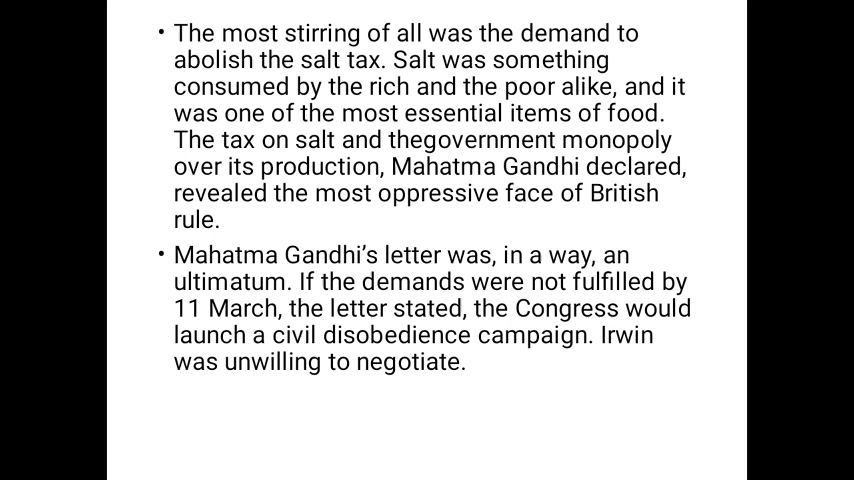 • The most stirring of all was the demand to
abolish the salt tax. Salt was something
consumed by the rich and the poor alike, and it
was one of the most essential items of food.
The tax on salt and thegovernment monopoly
over its production, Mahatma Gandhi declared,
revealed the most oppressive face of British
rule.
• Mahatma Gandhi’s letter was, in a way, an
ultimatum. If the demands were not fulfilled by
11 March, the letter stated, the Congress would
launch a civil disobedience campaign. Irwin
was unwilling to negotiate.